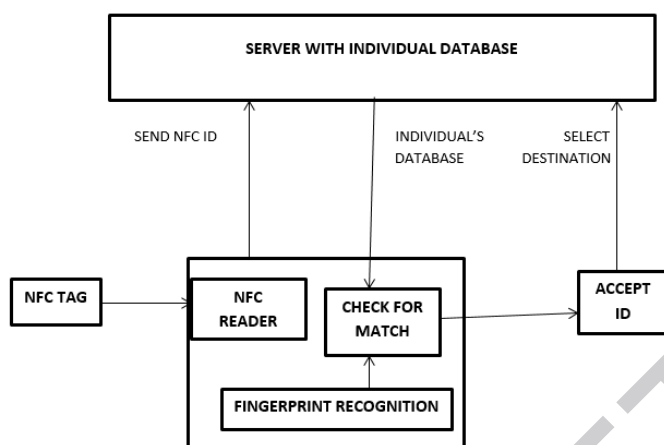 SERVER WITH INDIVIDUAL DATABASE
SEND NFC ID
INDIVIDUAL'S
DATABASE
SELECT
DESTINATION
NFC TAG
NFC
READER
CHECK FOR
MATCH
ACCEPT
ID
FINGERPRINT RECOGNITION